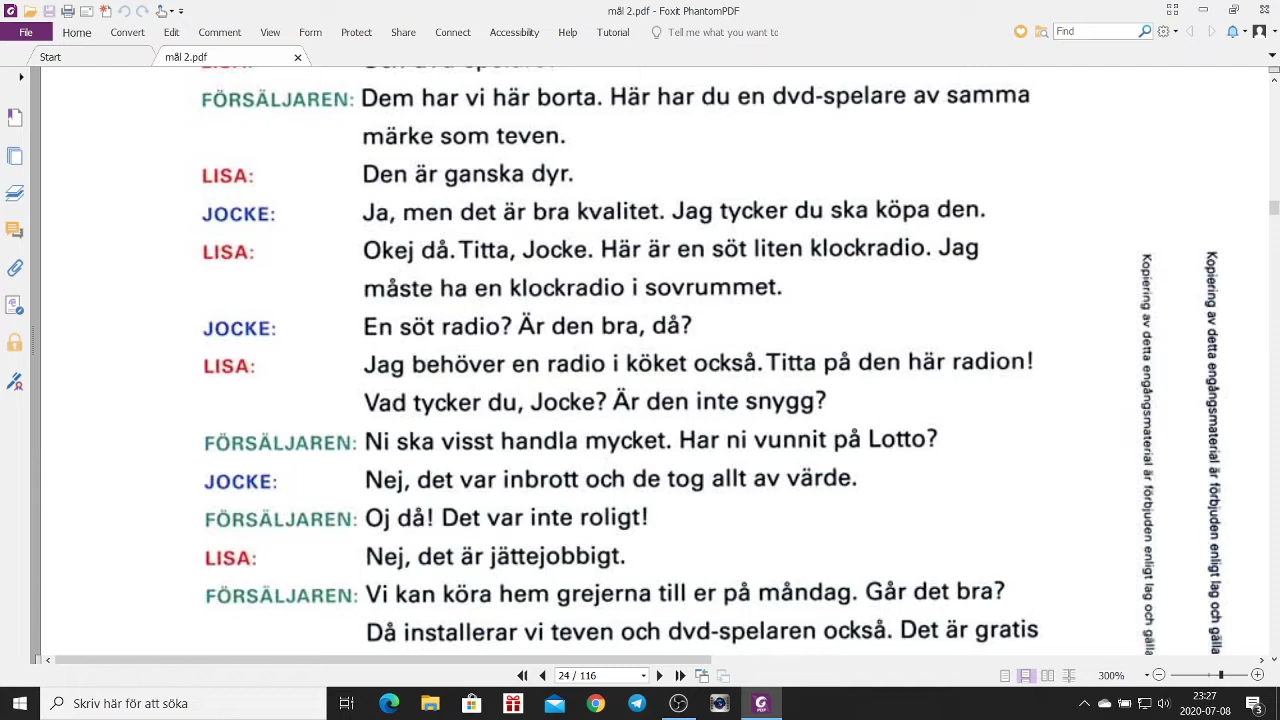 mål 2.pdf - Foxit PhantomPDF
File Home Convert Edit Comment View Form Protect Share Connect Accessibility Help Tutorial Tell me what you want to Find
Start mål 2.pdf
FÖRSÄLJAREN: Dem har vi här borta. Här har du en dvd-spelare av samma
märke som teven.
LISA: Den är ganska dyr.
JOCKE: Ja, men det är bra kvalitet. Jag tycker du ska köpa den.
LISA: Okej då. Titta, Jocke. Här är en söt liten klockradio. Jag
måste ha en klockradio i sovrummet.
JOCKE: En söt radio? Är den bra, då?
LISA: Jag behöver en radio i köket också. Titta på den här radion!
Vad tycker du, Jocke? Är den inte snygg?
FÖRSÄLJAREN: Ni ska visst handla mycket. Har ni vunnit på Lotto?
JOCKE: Nej, det var inbrott och de tog allt av värde.
FÖRSÄLJAREN: Oj då! Det var inte roligt!
LISA: Nej, det är jättejobbigt.
FÖRSÄLJAREN: Vi kan köra hem grejerna till er på måndag. Går det bra?
Då installerar vi teven och dvd-spelaren också. Det är gratis
Kopiering av detta engångsmaterial är förbjuden enligt lag och gälla
Kopiering av detta engångsmaterial är förbjuden enligt lag och gälla
24 / 116 300%
Skriv här för att söka
23:27
2020-07-08
3